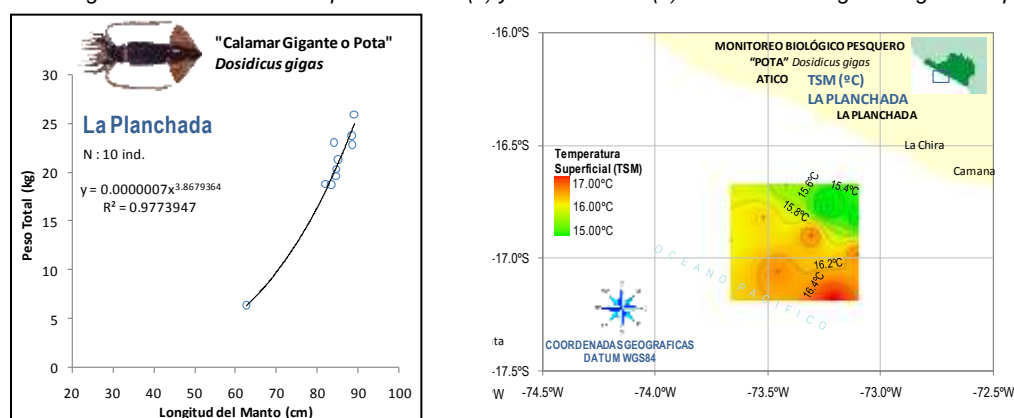 "Calamar Gigante o Pota"
Dosidicus gigas
La Planchada
N : 10 ind.
y = 0.0000007x^3.8679364
R² = 0.9773947
Peso Total (kg)
30
25
20
15
10
5
0
20 30 40 50 60 70 80 90 100
Longitud del Manto (cm)
-16.0ºS
-16.5ºS
-17.0ºS
-17.5ºS
MONITOREO BIOLÓGICO PESQUERO
"POTA" Dosidicus gigas
ATICO TSM (ºC)
LA PLANCHADA
LA PLANCHADA
La Chira
Camana
Temperatura
Superficial (TSM)
17.00ºC
16.00ºC
15.00ºC
15.6ºC
15.4ºC
15.8ºC
16.2ºC
16.4ºC
OCEANO PACIFICO
COORDENADAS GEOGRAFICAS
DATUM WGS84
ta
W -74.5ºW -74.0ºW -73.5ºW -73.0ºW -72.5ºW